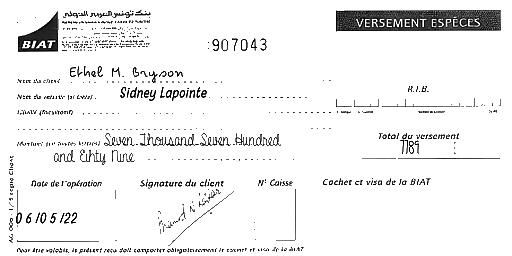 بنك تونس العربي الدولي
BIAT
VERSEMENT ESPÈCES
:907043
Nom du client Ethel M. Bryson
Nom du remettant (si tiers) Sidney Lapointe
R.I.B.
Libellé (facultatif)
Montant (en toutes lettres) Seven Thousand Seven Hundred
and Eihty Nine
Total du versement
7789
Date de l'opération
Signature du client
N° Caisse
Cachet et visa de la BIAT
06/05/22
Pour être valable, le présent reçu doit comporter obligatoirement le cachet et visa de la BIAT